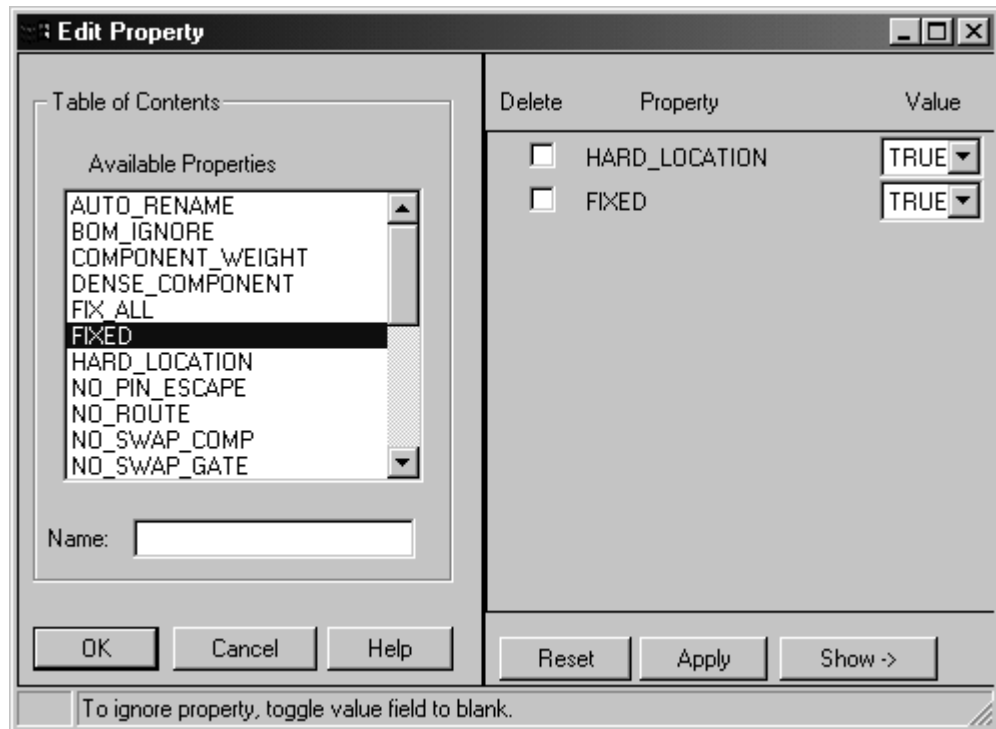 Edit Property
Table of Contents
Available Properties
AUTO_RENAME
BOM_IGNORE
COMPONENT_WEIGHT
DENSE_COMPONENT
FIX_ALL
FIXED
HARD_LOCATION
NO_PIN_ESCAPE
NO_ROUTE
NO_SWAP_COMP
NO_SWAP_GATE
Name:
OK Cancel Help
Delete Property Value
HARD_LOCATION TRUE
FIXED TRUE
Reset Apply Show ->
To ignore property, toggle value field to blank.